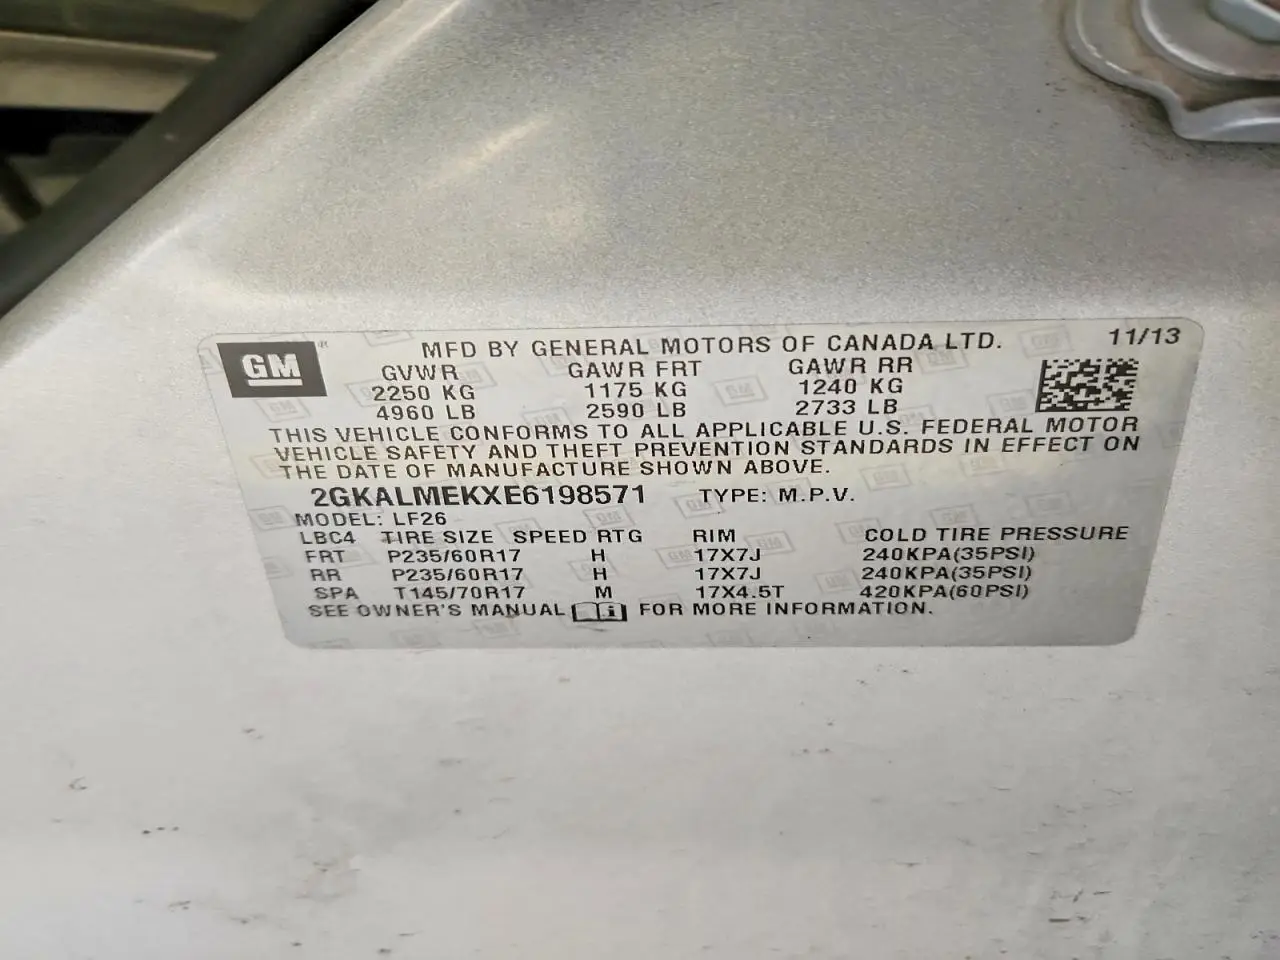 GM® MFD BY GENERAL MOTORS OF CANADA LTD. 11/13
GVWR GAWR FRT GAWR RR
2250 KG 1175 KG 1240 KG
4960 LB 2590 LB 2733 LB
THIS VEHICLE CONFORMS TO ALL APPLICABLE U.S. FEDERAL MOTOR
VEHICLE SAFETY AND THEFT PREVENTION STANDARDS IN EFFECT ON
THE DATE OF MANUFACTURE SHOWN ABOVE.
2GKALMEKXE6198571 TYPE: M.P.V.
MODEL: LF26
LBC4 TIRE SIZE SPEED RTG RIM COLD TIRE PRESSURE
FRT P235/60R17 H 17X7J 240KPA(35PSI)
RR P235/60R17 H 17X7J 240KPA(35PSI)
SPA T145/70R17 M 17X4.5T 420KPA(60PSI)
SEE OWNER'S MANUAL i FOR MORE INFORMATION.